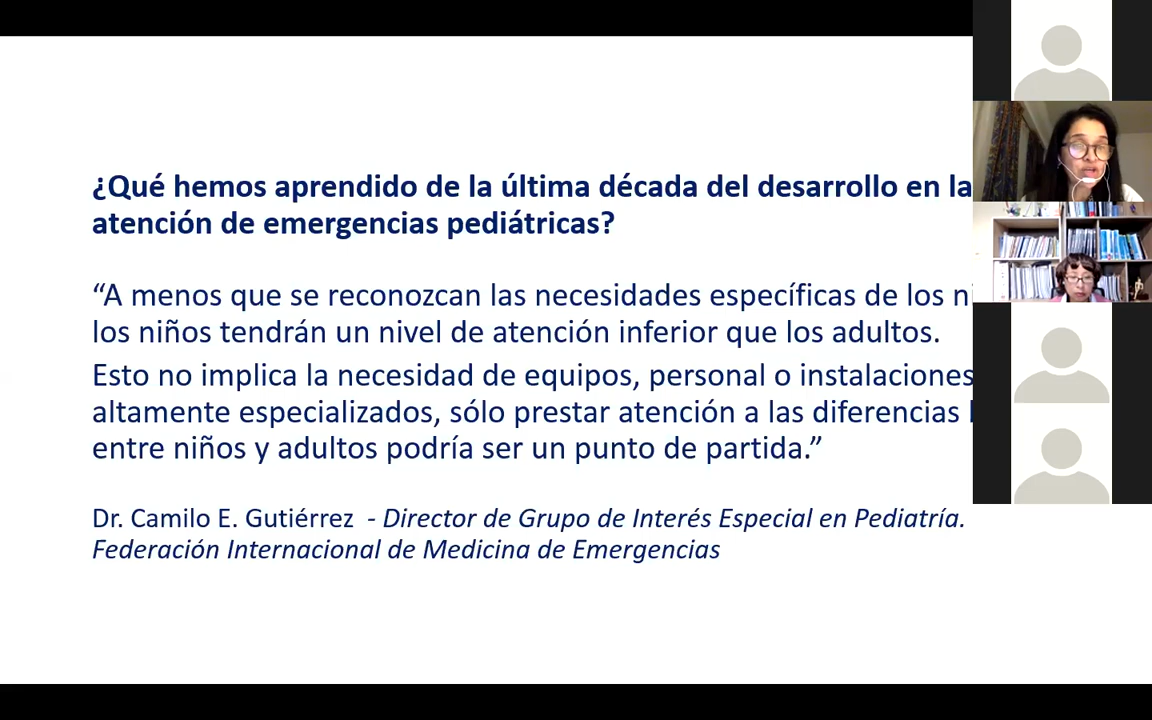 ¿Qué hemos aprendido de la última década del desarrollo en la
atención de emergencias pediátricas?
“A menos que se reconozcan las necesidades específicas de los
los niños tendrán un nivel de atención inferior que los adultos.
Esto no implica la necesidad de equipos, personal o instalaciones
altamente especializados, sólo prestar atención a las diferencias
entre niños y adultos podría ser un punto de partida.”
Dr. Camilo E. Gutiérrez - Director de Grupo de Interés Especial en Pediatría.
Federación Internacional de Medicina de Emergencias